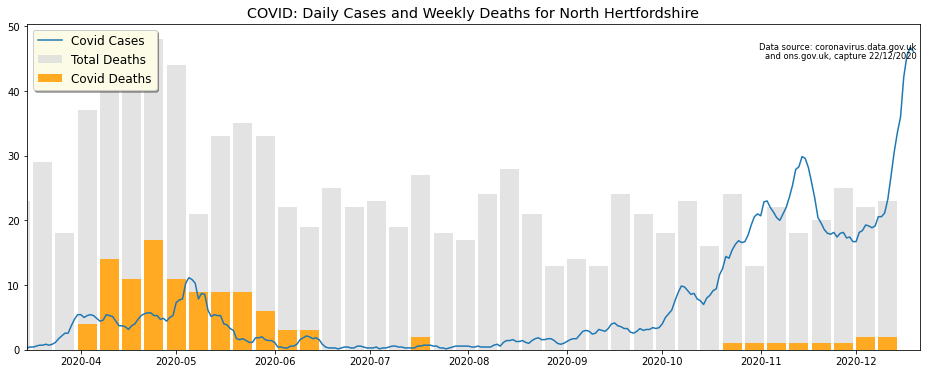 COVID: Daily Cases and Weekly Deaths for North Hertfordshire
50
40
30
20
10
0
Covid Cases
Total Deaths
Covid Deaths
Data source: coronavirus.data.gov.uk
and ons.gov.uk, capture 22/12/2020
2020-04 2020-05 2020-06 2020-07 2020-08 2020-09 2020-10 2020-11 2020-12